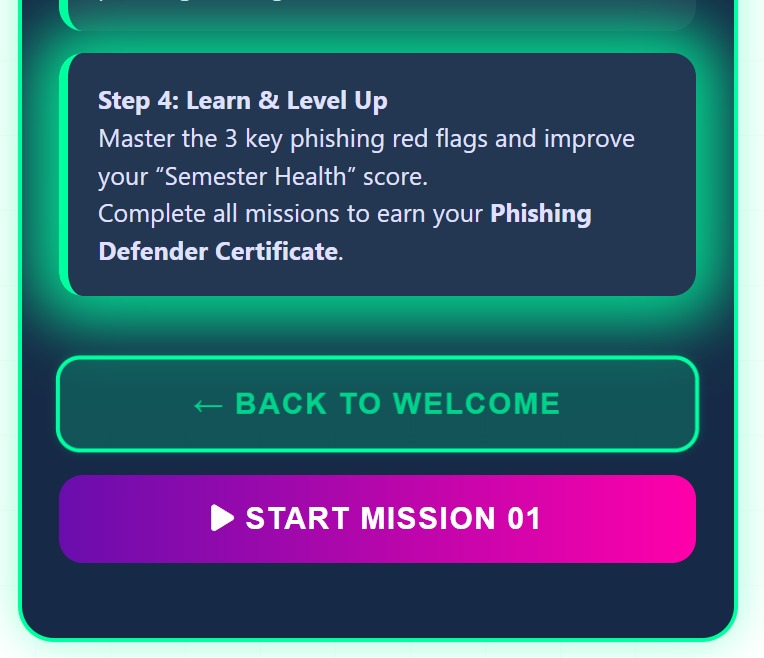 Step 4: Learn & Level Up
Master the 3 key phishing red flags and improve
your “Semester Health” score.
Complete all missions to earn your Phishing
Defender Certificate.
← BACK TO WELCOME
▶ START MISSION 01